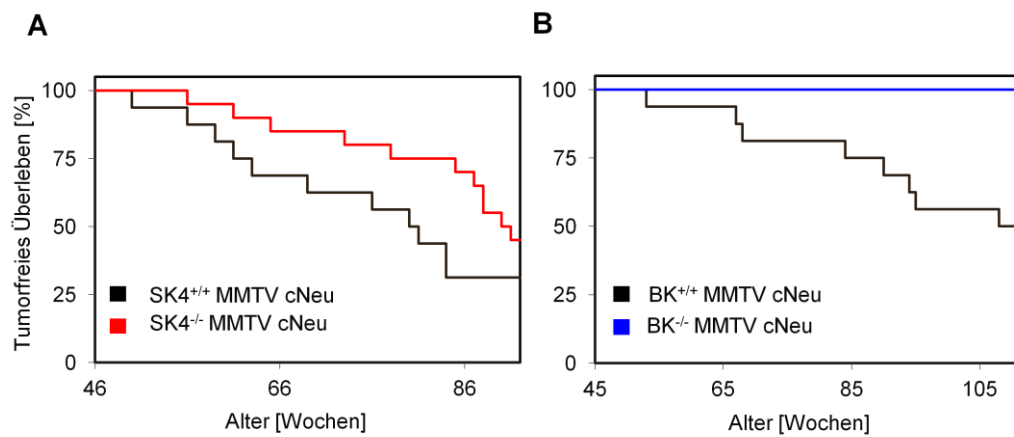 A
Tumorfreies Überleben [%]
100
75
50
25
0
46
66
86
Alter [Wochen]
SK4+/+ MMTV cNeu
SK4-/- MMTV cNeu
B
100
75
50
25
0
45
65
85
105
Alter [Wochen]
BK+/+ MMTV cNeu
BK-/- MMTV cNeu